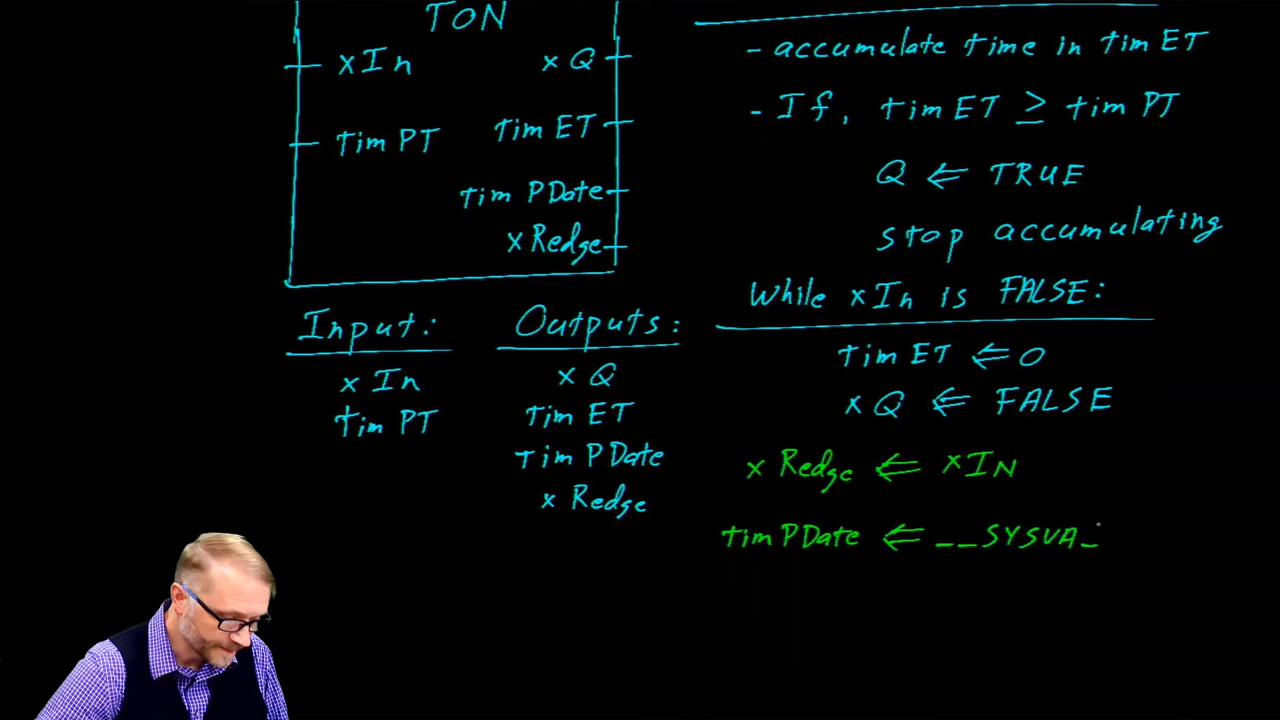 TON
xIn
xQ
timPT
timET
timPDate
xRedge
Input:
xIn
timPT
Outputs:
xQ
timET
timPDate
xRedge
- accumulate time in timET
- If, timET ≥ timPT
Q ⇐ TRUE
stop accumulating
While xIn is FALSE:
timET ⇐ 0
xQ ⇐ FALSE
xRedge ⇐ xIN
timPDate ⇐ __SYSVA_